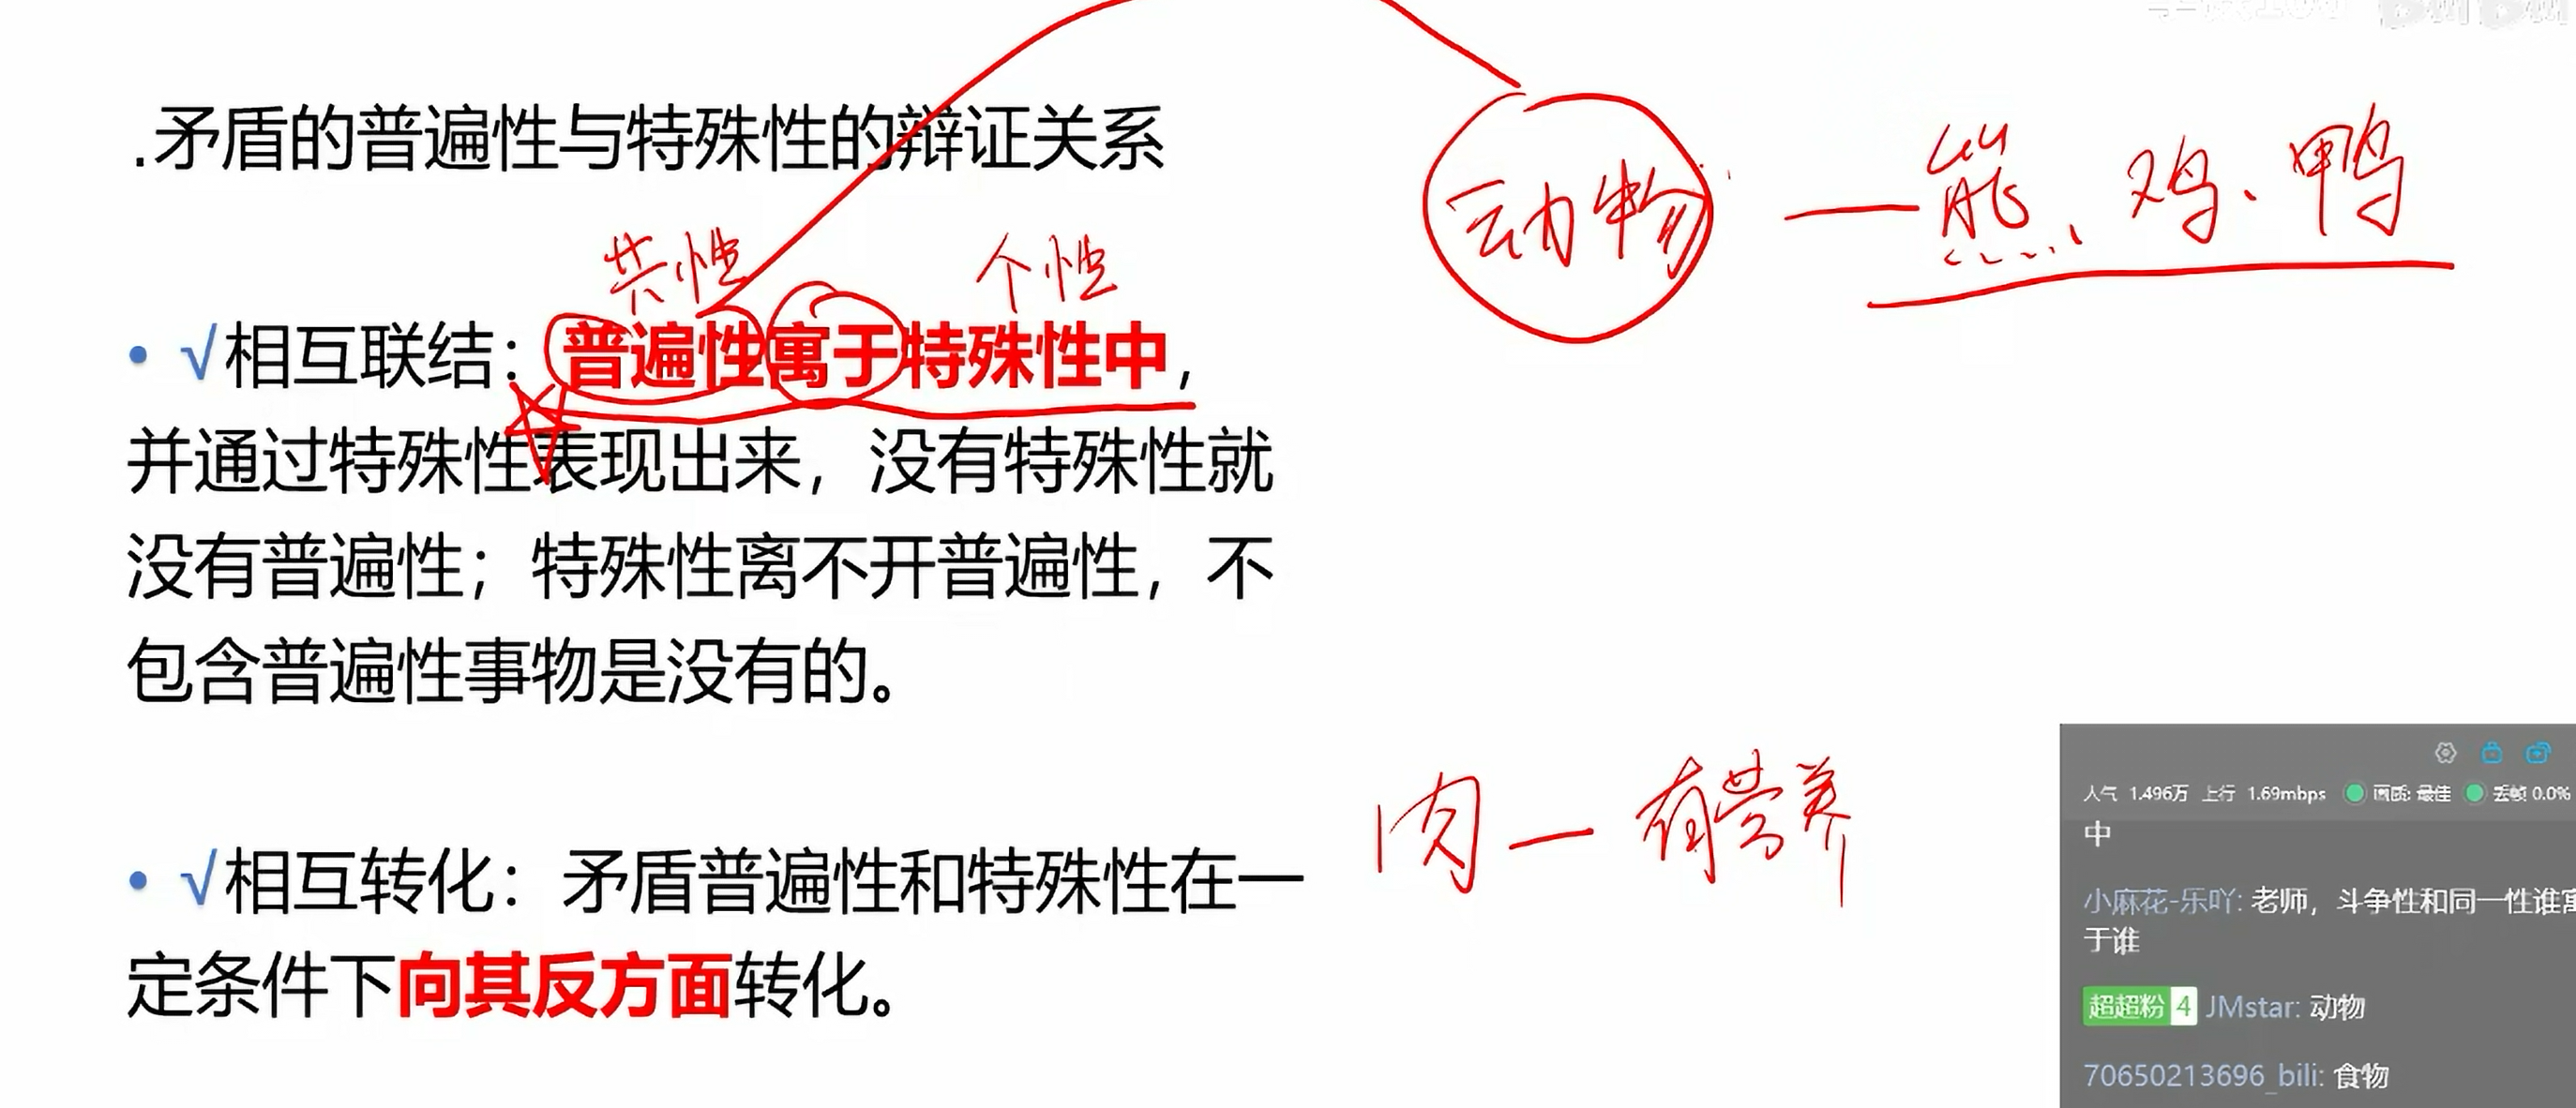 .矛盾的普遍性与特殊性的辩证关系
动物 — 熊、鸡、鸭
共性 个性
• √相互联结：普遍性寓于特殊性中，
并通过特殊性表现出来，没有特殊性就
没有普遍性；特殊性离不开普遍性，不
包含普遍性事物是没有的。
肉 — 有营养
• √相互转化：矛盾普遍性和特殊性在一
定条件下向其反方面转化。
人气 1.496万 上行 1.69mbps 画质: 最佳 丢帧 0.0%
中
小麻花-乐吖: 老师，斗争性和同一性谁寓
于谁
超超粉 4 JMstar: 动物
70650213696_bili: 食物